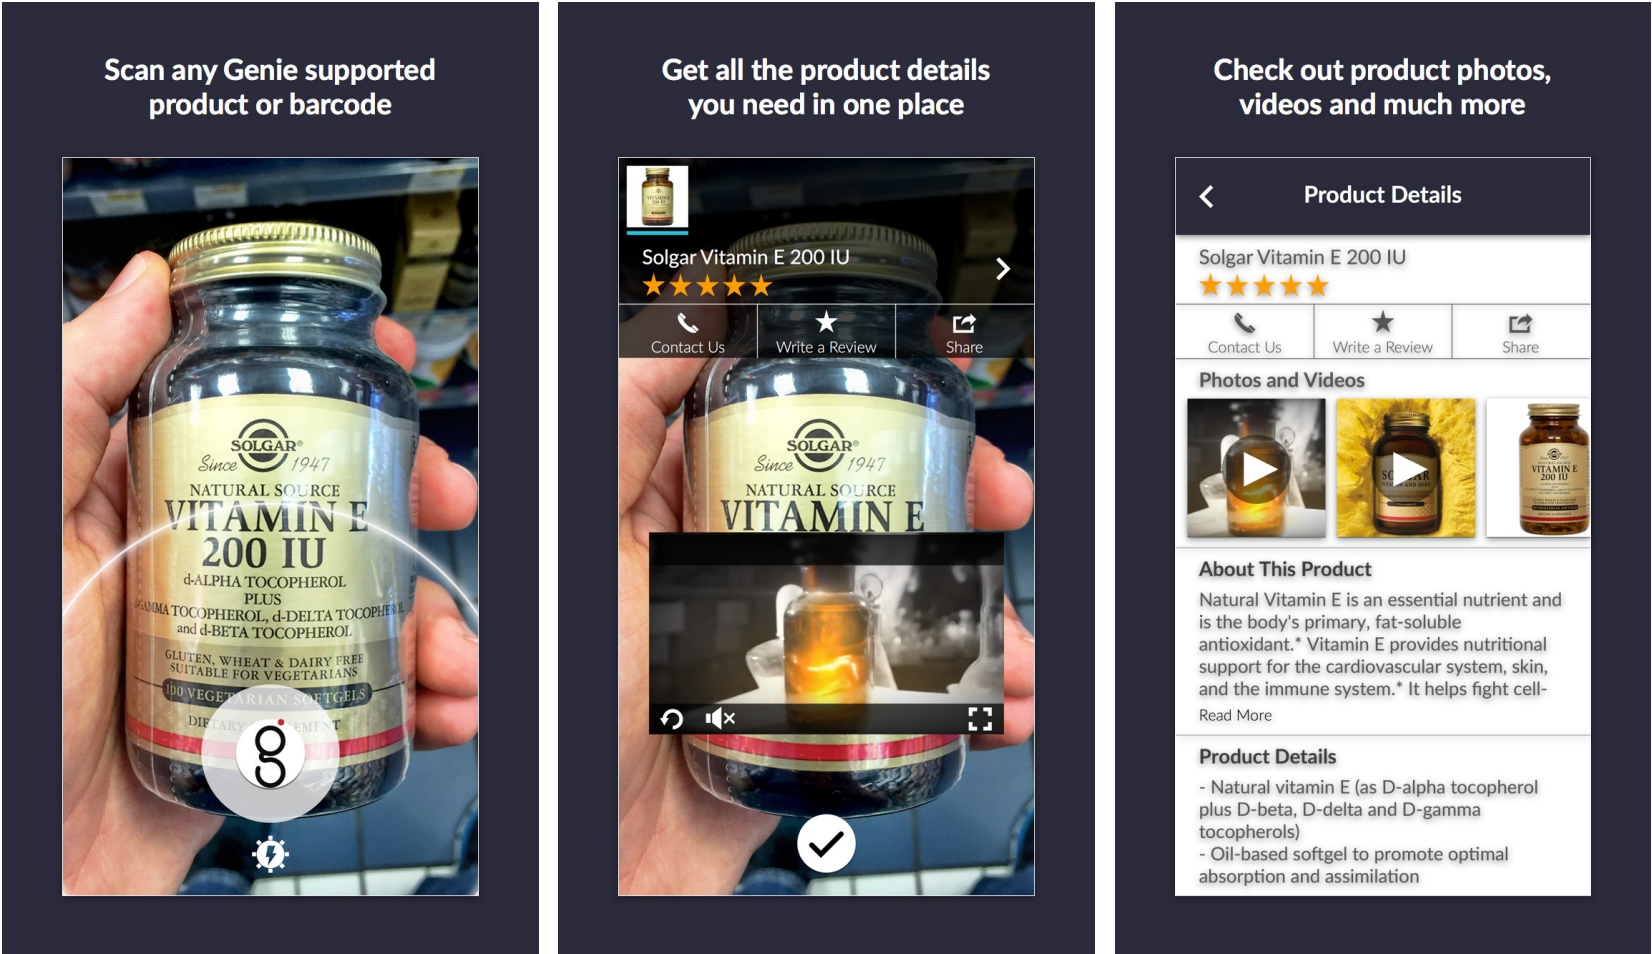 Scan any Genie supported
product or barcode
SOLGAR®
Since 1947
NATURAL SOURCE
VITAMIN E
200 IU
d-ALPHA TOCOPHEROL
PLUS
d-GAMMA TOCOPHEROL, d-DELTA TOCOPHEROL
and d-BETA TOCOPHEROL
GLUTEN, WHEAT & DAIRY FREE
SUITABLE FOR VEGETARIANS
100 VEGETARIAN SOFTGELS
DIETARY
g
Get all the product details
you need in one place
Solgar Vitamin E 200 IU
Contact Us
Write a Review
Share
SOLGAR®
Since 1947
NATURAL SOURCE
VITAMIN E
Check out product photos,
videos and much more
Product Details
Solgar Vitamin E 200 IU
Contact Us
Write a Review
Share
Photos and Videos
SOLGAR
VITAMIN E
200 IU
About This Product
Natural Vitamin E is an essential nutrient and
is the body's primary, fat-soluble
antioxidant.* Vitamin E provides nutritional
support for the cardiovascular system, skin,
and the immune system.* It helps fight cell-
Read More
Product Details
- Natural vitamin E (as D-alpha tocopherol
plus D-beta, D-delta and D-gamma
tocopherols)
- Oil-based softgel to promote optimal
absorption and assimilation